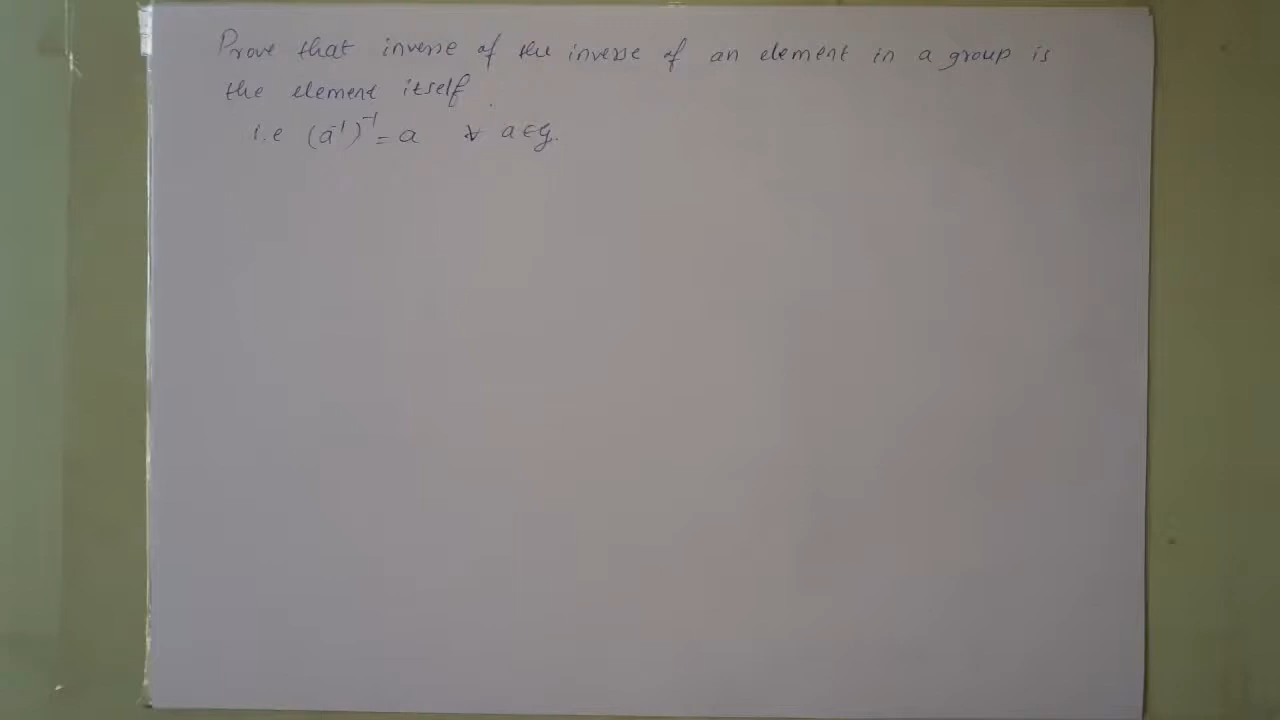 Prove that inverse of the inverse of an element in a group is
the element itself
i.e (a⁻¹)⁻¹ = a ∀ a ∈ G.